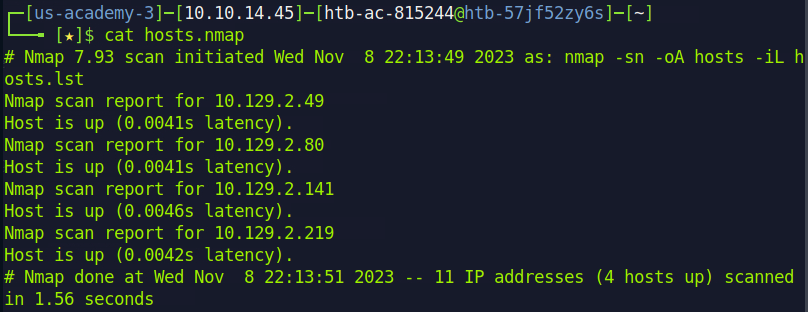 ┌─[us-academy-3]─[10.10.14.45]─[htb-ac-815244@htb-57jf52zy6s]─[~]
└──╼ [★]$ cat hosts.nmap
# Nmap 7.93 scan initiated Wed Nov  8 22:13:49 2023 as: nmap -sn -oA hosts -iL h
osts.lst
Nmap scan report for 10.129.2.49
Host is up (0.0041s latency).
Nmap scan report for 10.129.2.80
Host is up (0.0041s latency).
Nmap scan report for 10.129.2.141
Host is up (0.0046s latency).
Nmap scan report for 10.129.2.219
Host is up (0.0042s latency).
# Nmap done at Wed Nov  8 22:13:51 2023 -- 11 IP addresses (4 hosts up) scanned
in 1.56 seconds